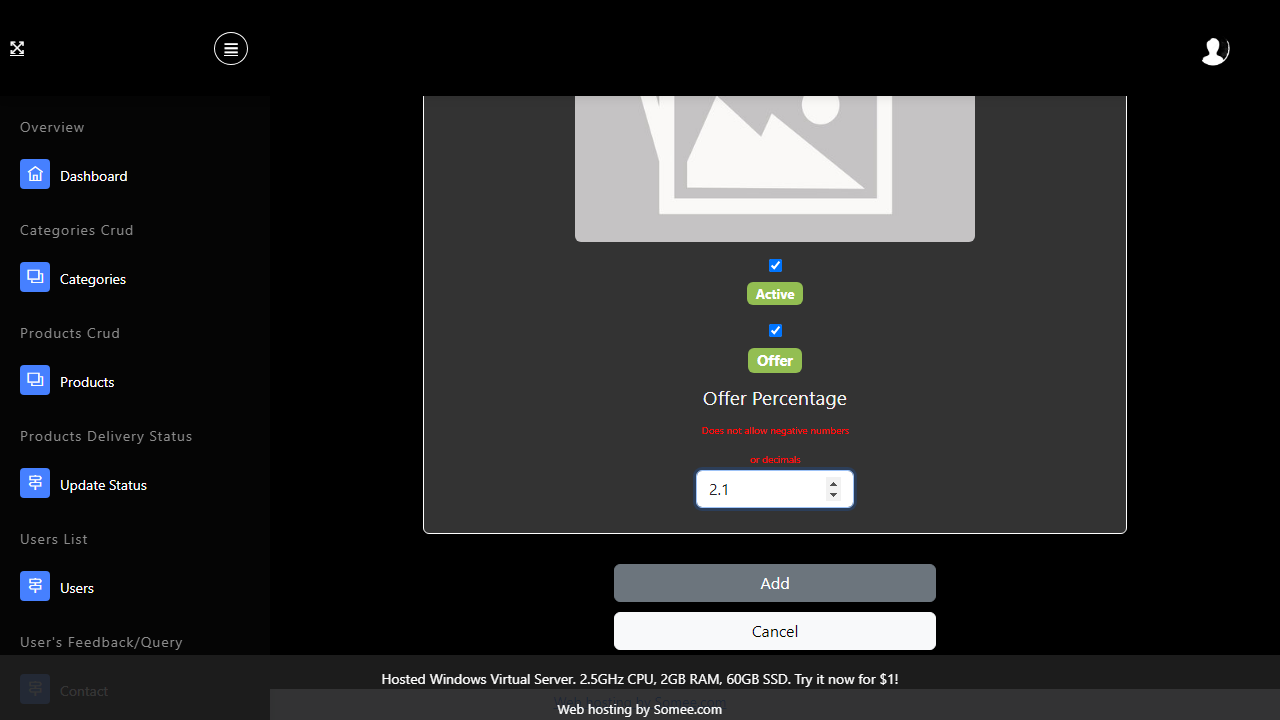 Overview
Dashboard
Categories Crud
Categories
Products Crud
Products
Products Delivery Status
Update Status
Users List
Users
User's Feedback/Query
Contact
Active
Offer
Offer Percentage
Does not allow negative numbers
or decimals
2.1
Add
Cancel
Hosted Windows Virtual Server. 2.5GHz CPU, 2GB RAM, 60GB SSD. Try it now for $1!
Web hosting by Somee.com